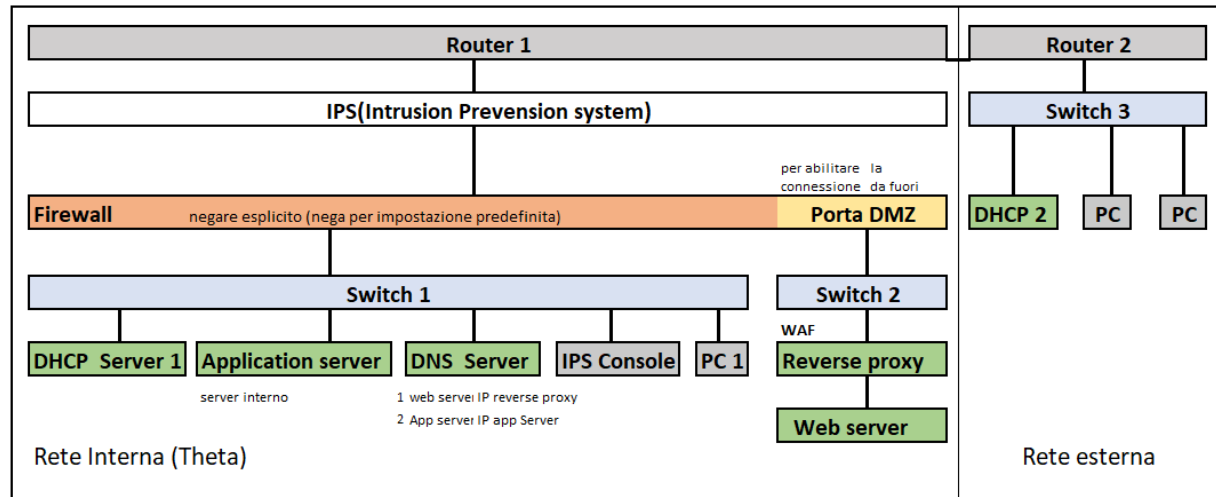 Router 1
Router 2
IPS(Intrusion Prevension system)
Switch 3
per abilitare la
connessione da fuori
Firewall negare esplicito (nega per impostazione predefinita)
Porta DMZ
DHCP 2
PC
PC
Switch 1
Switch 2
WAF
DHCP Server 1
Application server
DNS Server
IPS Console
PC 1
Reverse proxy
server interno
1 web server IP reverse proxy
2 App server IP app Server
Web server
Rete Interna (Theta)
Rete esterna